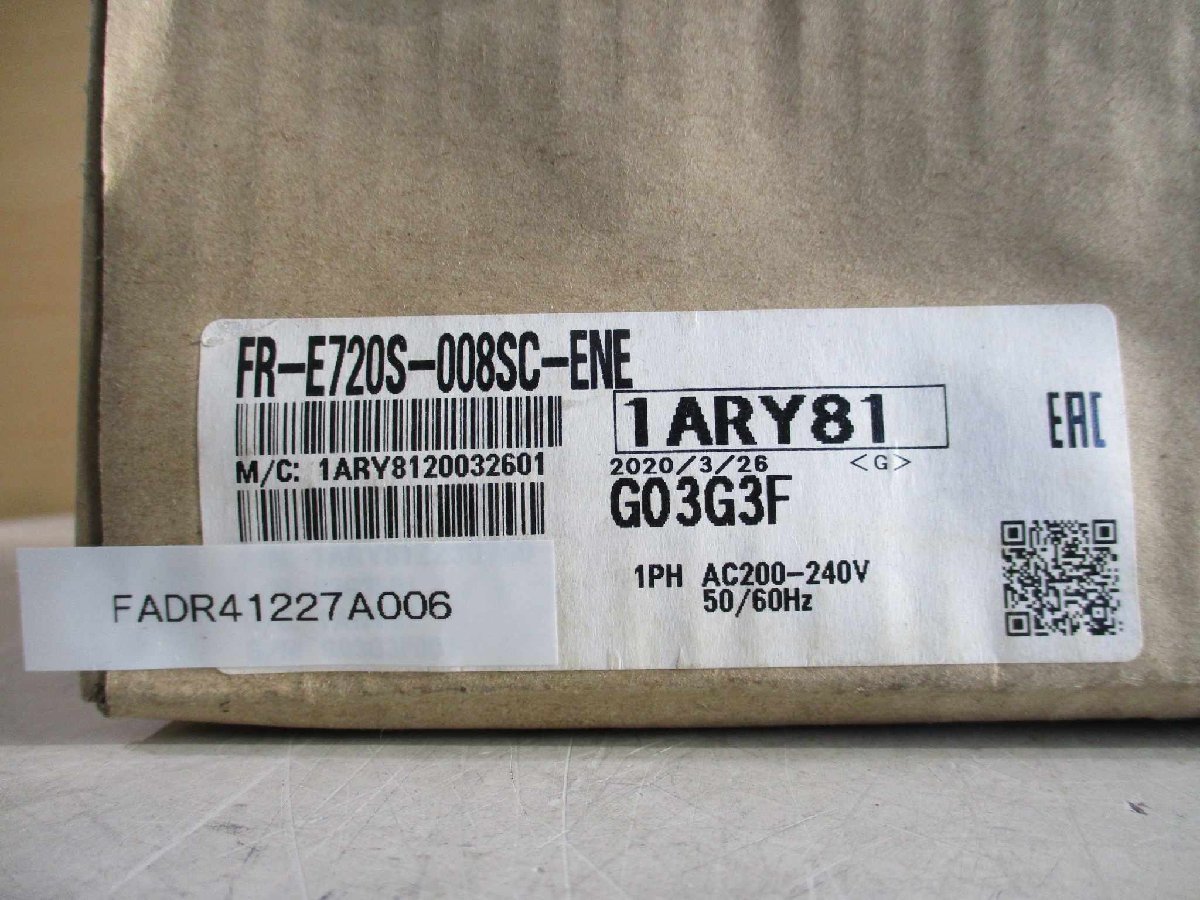 FR-E720S-008SC-ENE
1ARY81
EAC
M/C: 1ARY8120032601
2020/3/26 <G>
G03G3F
1PH AC200-240V
50/60Hz
FADR41227A006